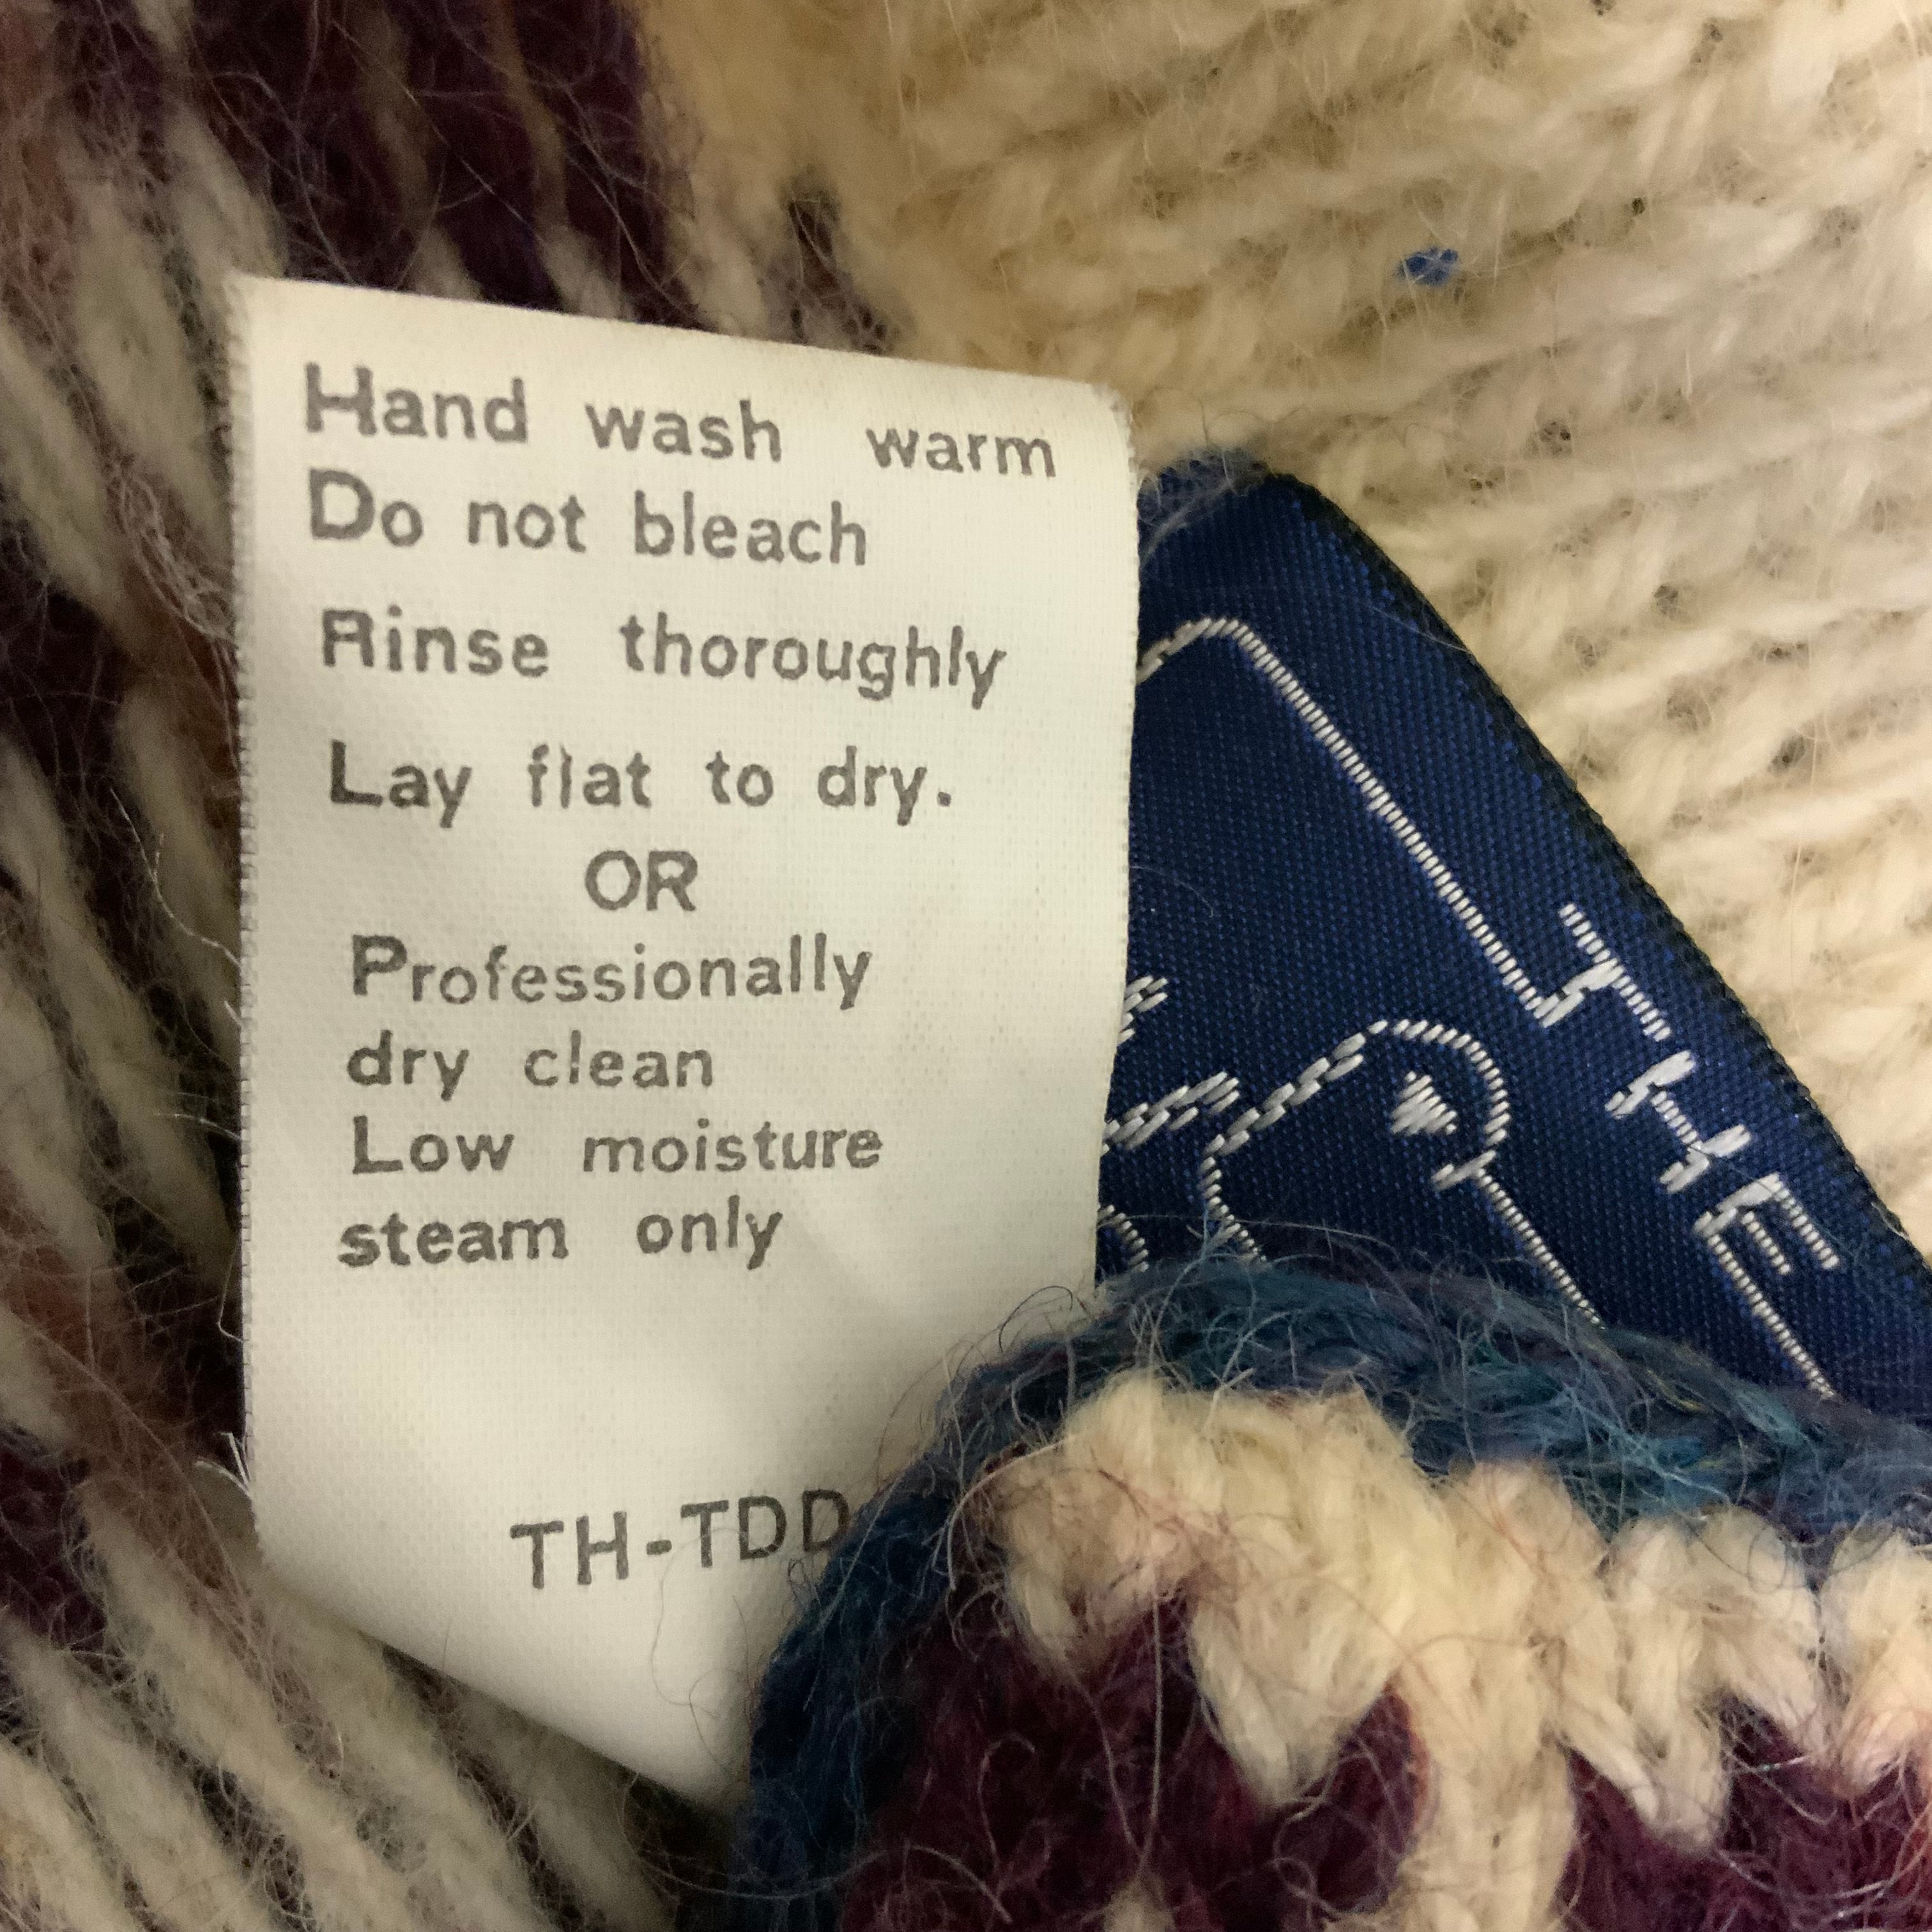 Hand wash warm
Do not bleach
Rinse thoroughly
Lay flat to dry.
OR
Professionally
dry clean
Low moisture
steam only
TH-TDD
THE